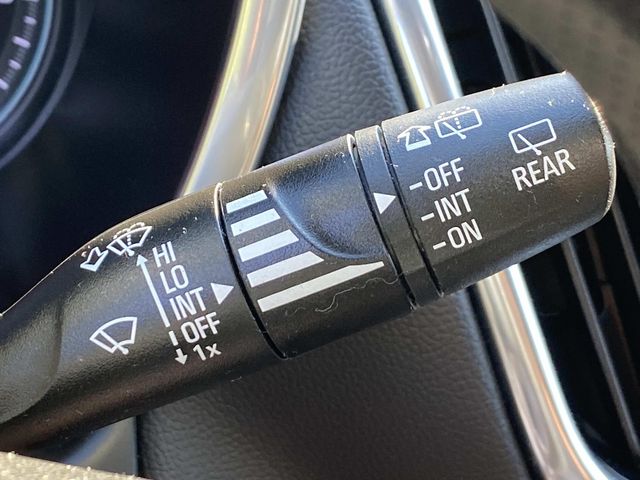 HI
LO
INT
OFF
1x
-OFF
-INT
-ON
REAR